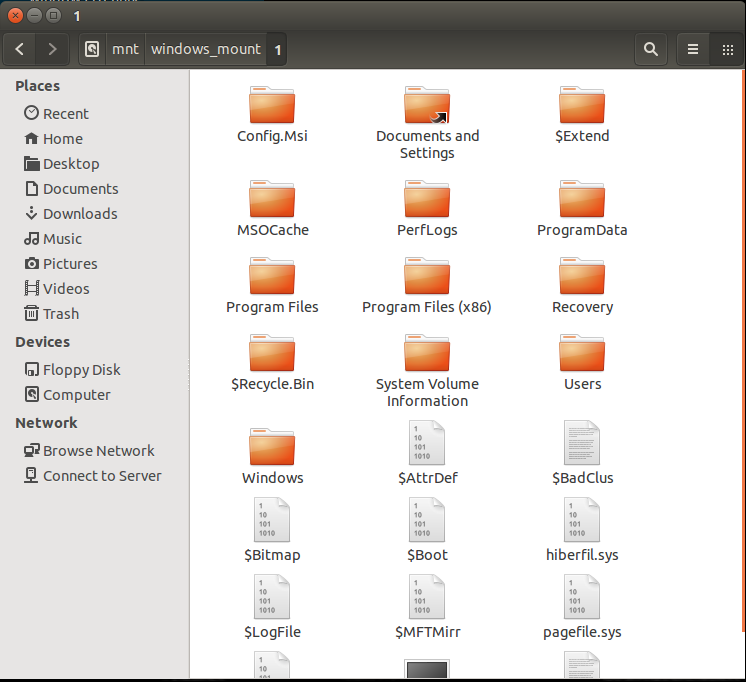 1
mnt
windows_mount
1
Places
Recent
Home
Desktop
Documents
Downloads
Music
Pictures
Videos
Trash
Devices
Floppy Disk
Computer
Network
Browse Network
Connect to Server
Config.Msi
Documents and
Settings
$Extend
MSOCache
PerfLogs
ProgramData
Program Files
Program Files (x86)
Recovery
$Recycle.Bin
System Volume
Information
Users
Windows
$AttrDef
$BadClus
$Bitmap
$Boot
hiberfil.sys
$LogFile
$MFTMirr
pagefile.sys